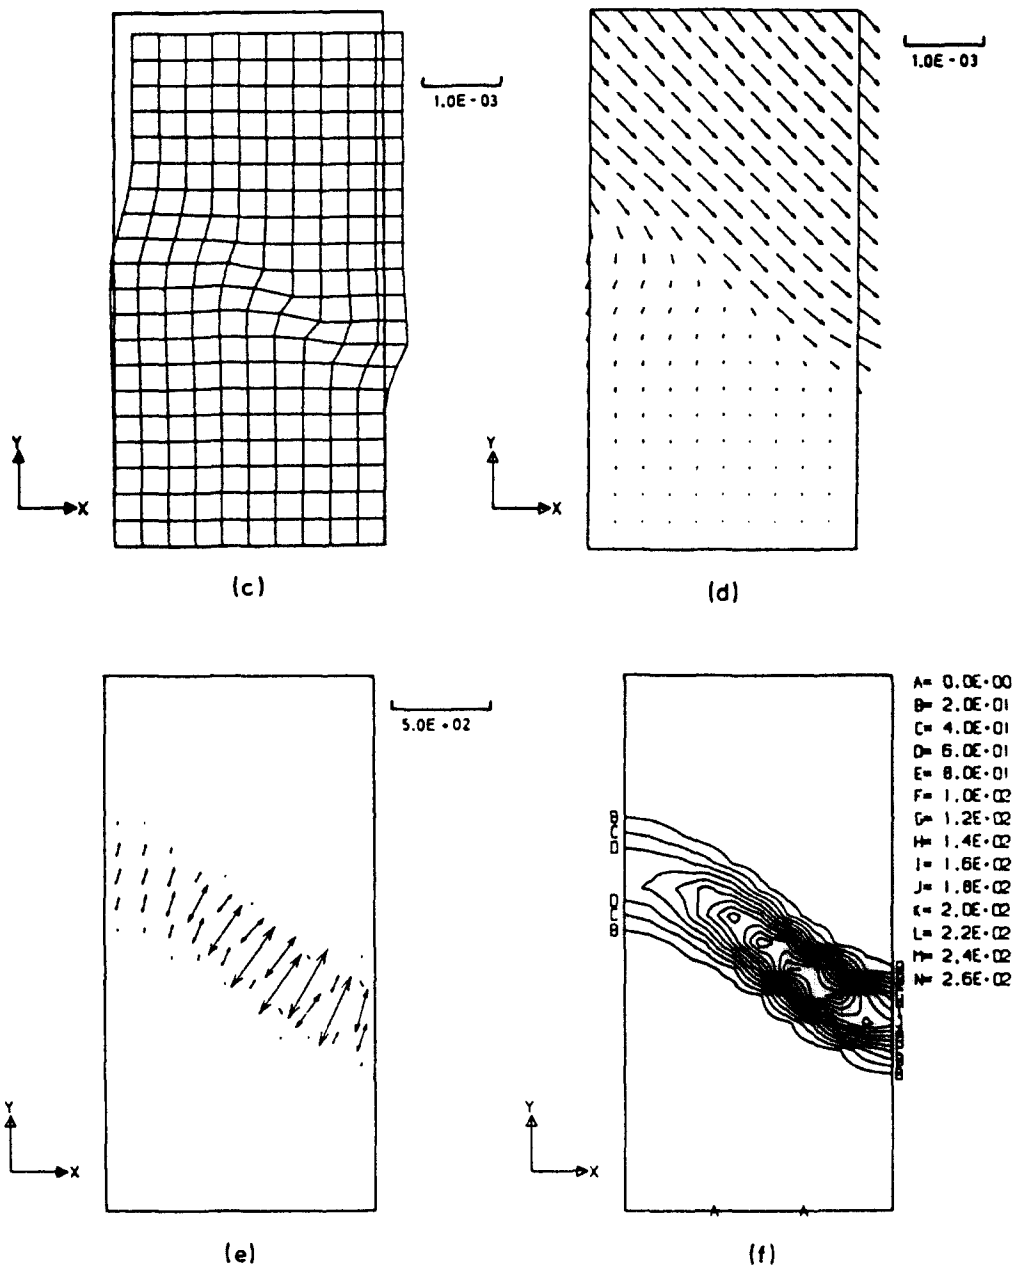 1.0E-03
1.0E-03
Y
X
Y
X
(c)
(d)
5.0E+02
A= 0.0E+00
B= 2.0E+01
C= 4.0E+01
D= 6.0E+01
E= 8.0E+01
F= 1.0E+02
G= 1.2E+02
H= 1.4E+02
I= 1.6E+02
J= 1.8E+02
K= 2.0E+02
L= 2.2E+02
M= 2.4E+02
N= 2.6E+02
B
C
D
D
C
B
Y
X
Y
X
A
A
(e)
(f)